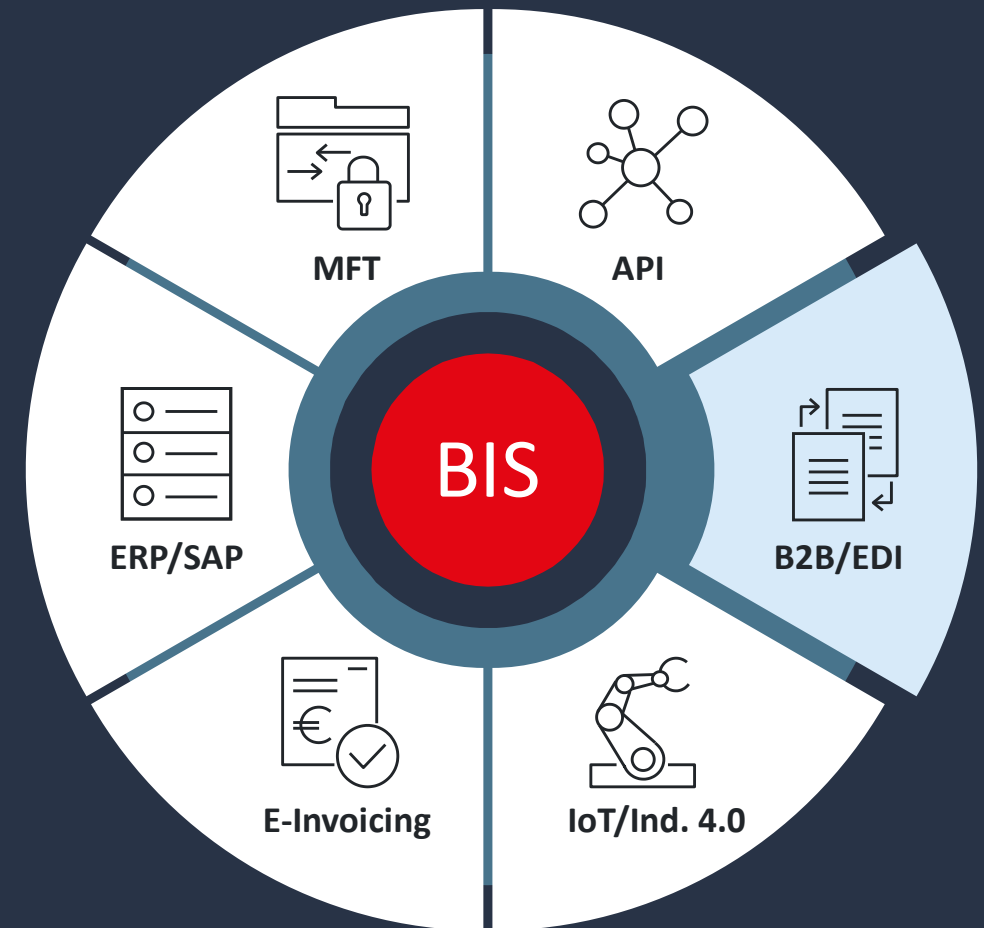 MFT
API
ERP/SAP
BIS
B2B/EDI
E-Invoicing
IoT/Ind. 4.0